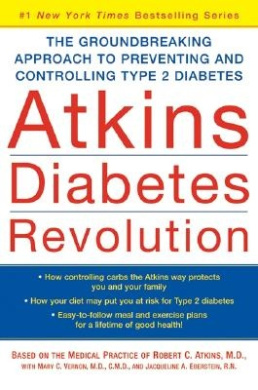 #1 New York Times Bestselling Series
THE GROUNDBREAKING
APPROACH TO PREVENTING AND
CONTROLLING TYPE 2 DIABETES
Atkins
Diabetes
Revolution
• How controlling carbs the Atkins way protects
you and your family
• How your diet may put you at risk for Type 2 diabetes
• Easy-to-follow meal and exercise plans
for a lifetime of good health!
BASED ON THE MEDICAL PRACTICE OF ROBERT C. ATKINS, M.D.,
WITH MARY C. VERNON, M.D., C.M.D., AND JACQUELINE A. EBERSTEIN, R.N.